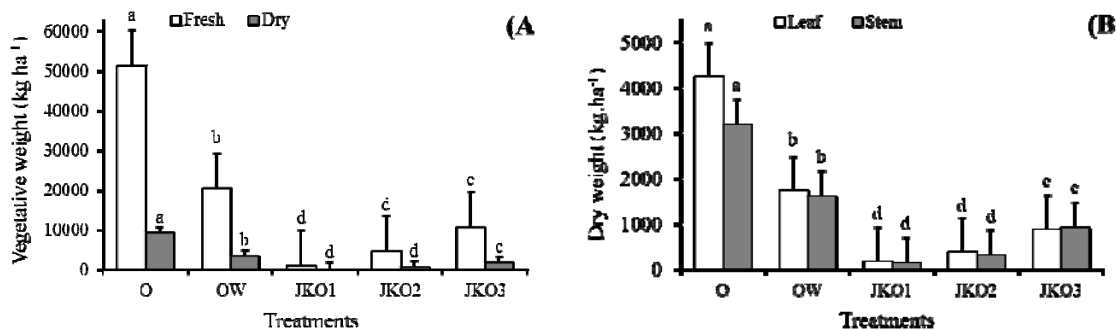 Fresh Dry
(A
Vegetative weight (kg ha⁻¹)
60000
50000
40000
30000
20000
10000
0
a
a
b
b
d
d
d
d
c
c
O OW JKO1 JKO2 JKO3
Treatments
Leaf Stem
(B
Dry weight (kg.ha⁻¹)
5000
4000
3000
2000
1000
0
a
a
b
b
d
d
d
d
c
c
O OW JKO1 JKO2 JKO3
Treatments